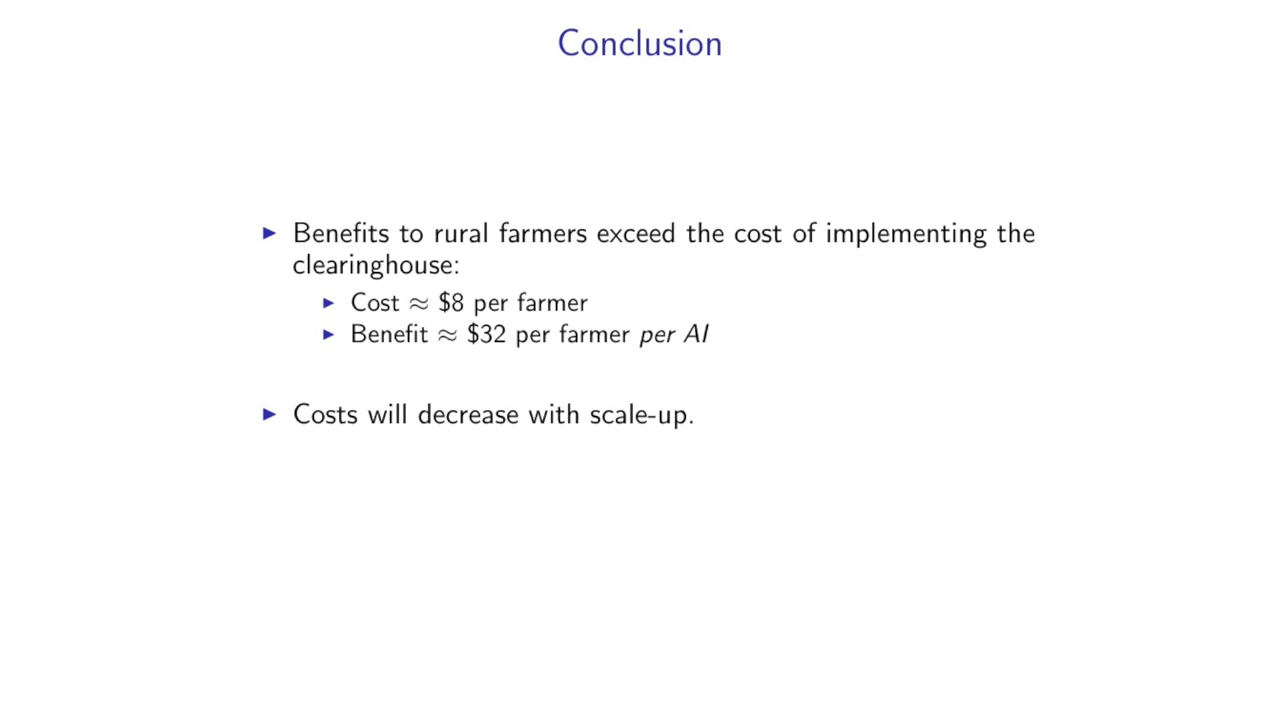 Conclusion
▶ Benefits to rural farmers exceed the cost of implementing the
clearinghouse:
▶ Cost ≈ $8 per farmer
▶ Benefit ≈ $32 per farmer per AI
▶ Costs will decrease with scale-up.